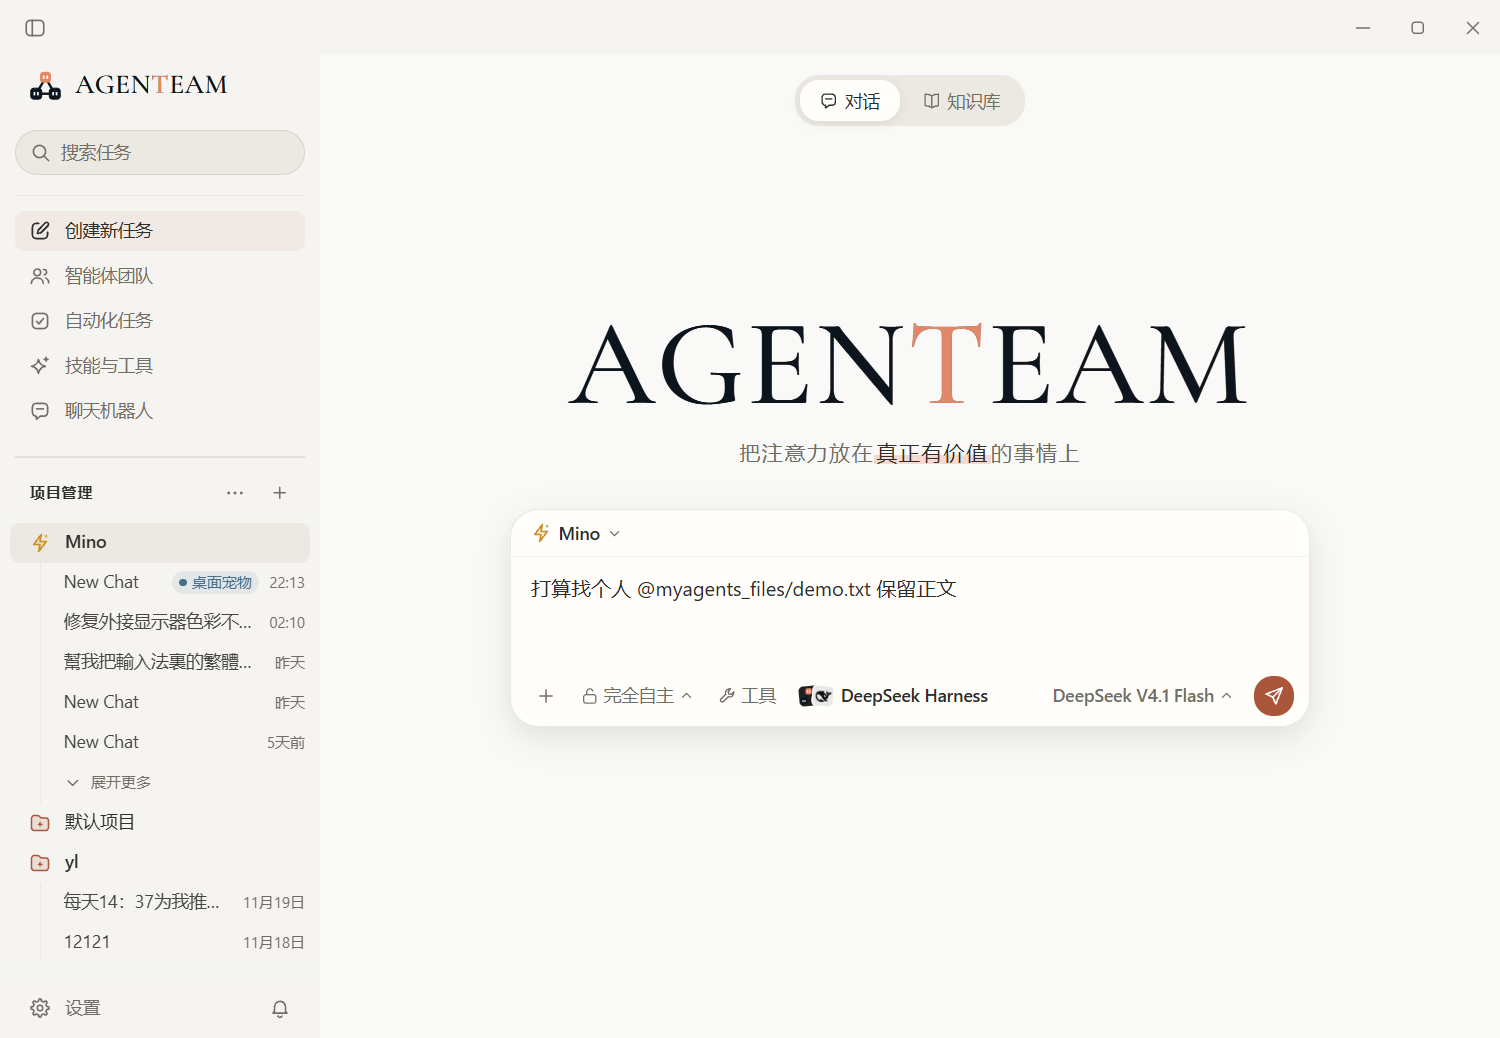 AGENTEAM
搜索任务
创建新任务
智能体团队
自动化任务
技能与工具
聊天机器人
项目管理
Mino
New Chat 桌面宠物 22:13
修复外接显示器色彩不... 02:10
幫我把輸入法裏的繁體... 昨天
New Chat 昨天
New Chat 5天前
展开更多
默认项目
yl
每天14：37为我推... 11月19日
12121 11月18日
设置
对话 知识库
AGENTEAM
把注意力放在真正有价值的事情上
Mino
打算找个人 @myagents_files/demo.txt 保留正文
完全自主 工具 DeepSeek Harness DeepSeek V4.1 Flash